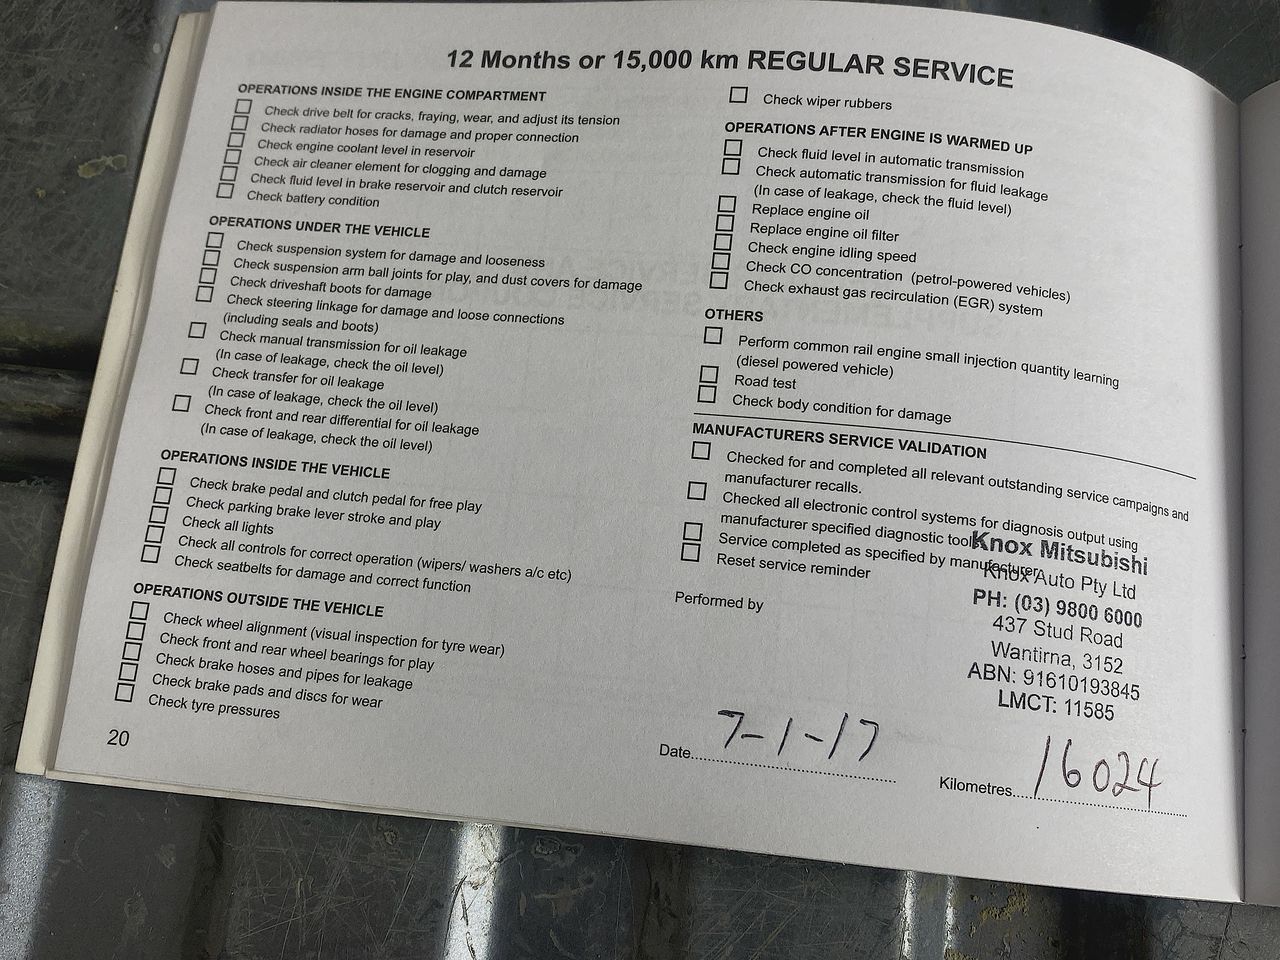 12 Months or 15,000 km REGULAR SERVICE
OPERATIONS INSIDE THE ENGINE COMPARTMENT
Check drive belt for cracks, fraying, wear, and adjust its tension
Check radiator hoses for damage and proper connection
Check engine coolant level in reservoir
Check air cleaner element for clogging and damage
Check fluid level in brake reservoir and clutch reservoir
Check battery condition
OPERATIONS UNDER THE VEHICLE
Check suspension system for damage and looseness
Check suspension arm ball joints for play, and dust covers for damage
Check driveshaft boots for damage
Check steering linkage for damage and loose connections
(including seals and boots)
Check manual transmission for oil leakage
(In case of leakage, check the oil level)
Check transfer for oil leakage
(In case of leakage, check the oil level)
Check front and rear differential for oil leakage
(In case of leakage, check the oil level)
OPERATIONS INSIDE THE VEHICLE
Check brake pedal and clutch pedal for free play
Check parking brake lever stroke and play
Check all lights
Check all controls for correct operation (wipers/ washers a/c etc)
Check seatbelts for damage and correct function
OPERATIONS OUTSIDE THE VEHICLE
Check wheel alignment (visual inspection for tyre wear)
Check front and rear wheel bearings for play
Check brake hoses and pipes for leakage
Check brake pads and discs for wear
Check tyre pressures
20
Check wiper rubbers
OPERATIONS AFTER ENGINE IS WARMED UP
Check fluid level in automatic transmission
Check automatic transmission for fluid leakage
(In case of leakage, check the fluid level)
Replace engine oil
Replace engine oil filter
Check engine idling speed
Check CO concentration (petrol-powered vehicles)
Check exhaust gas recirculation (EGR) system
OTHERS
Perform common rail engine small injection quantity learning
(diesel powered vehicle)
Road test
Check body condition for damage
MANUFACTURERS SERVICE VALIDATION
Checked for and completed all relevant outstanding service campaigns and
manufacturer recalls.
Checked all electronic control systems for diagnosis output using
manufacturer specified diagnostic tool
Service completed as specified by manufacturer
Reset service reminder
Performed by
Knox Mitsubishi
Knox Auto Pty Ltd
PH: (03) 9800 6000
437 Stud Road
Wantirna, 3152
ABN: 91610193845
LMCT: 11585
Date 7-1-17
Kilometres 16024